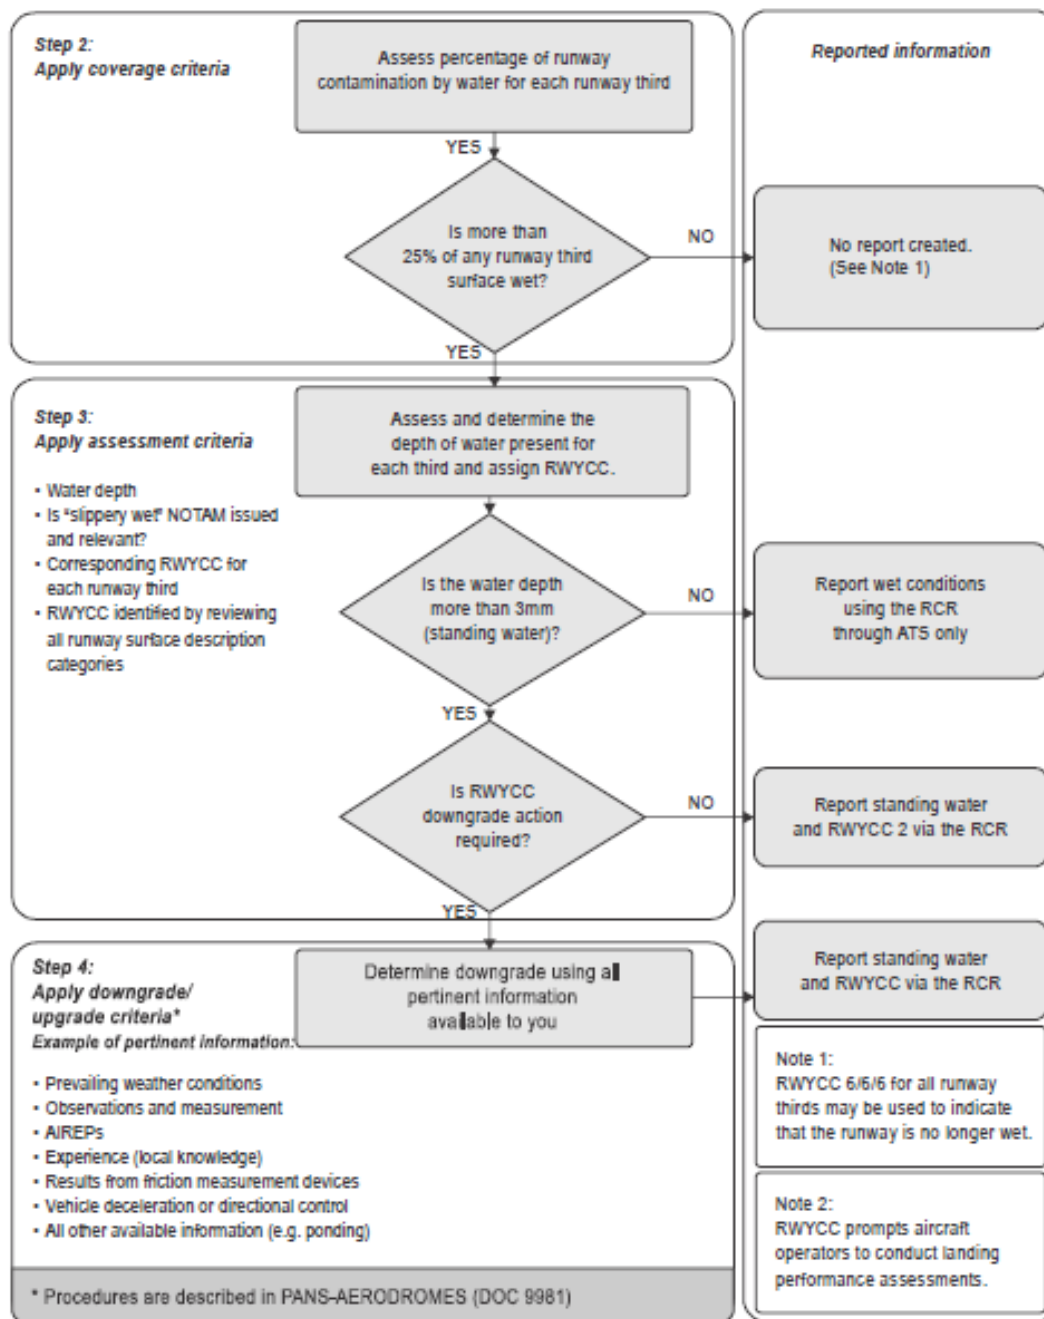 Step 2:
Apply coverage criteria
Assess percentage of runway
contamination by water for each runway third
YES
Is more than
25% of any runway third
surface wet?
NO
YES
Reported information
No report created.
(See Note 1)
Step 3:
Apply assessment criteria
• Water depth
• Is "slippery wet" NOTAM issued
and relevant?
• Corresponding RWYCC for
each runway third
• RWYCC identified by reviewing
all runway surface description
categories
Assess and determine the
depth of water present for
each third and assign RWYCC.
Is the water depth
more than 3mm
(standing water)?
NO
Report wet conditions
using the RCR
through ATS only
YES
Is RWYCC
downgrade action
required?
NO
Report standing water
and RWYCC 2 via the RCR
YES
Step 4:
Apply downgrade/
upgrade criteria*
Example of pertinent information:
• Prevailing weather conditions
• Observations and measurement
• AIREPs
• Experience (local knowledge)
• Results from friction measurement devices
• Vehicle deceleration or directional control
• All other available information (e.g. ponding)
Determine downgrade using all
pertinent information
available to you
Report standing water
and RWYCC via the RCR
Note 1:
RWYCC 6/6/6 for all runway
thirds may be used to indicate
that the runway is no longer wet.
Note 2:
RWYCC prompts aircraft
operators to conduct landing
performance assessments.
* Procedures are described in PANS-AERODROMES (DOC 9981)